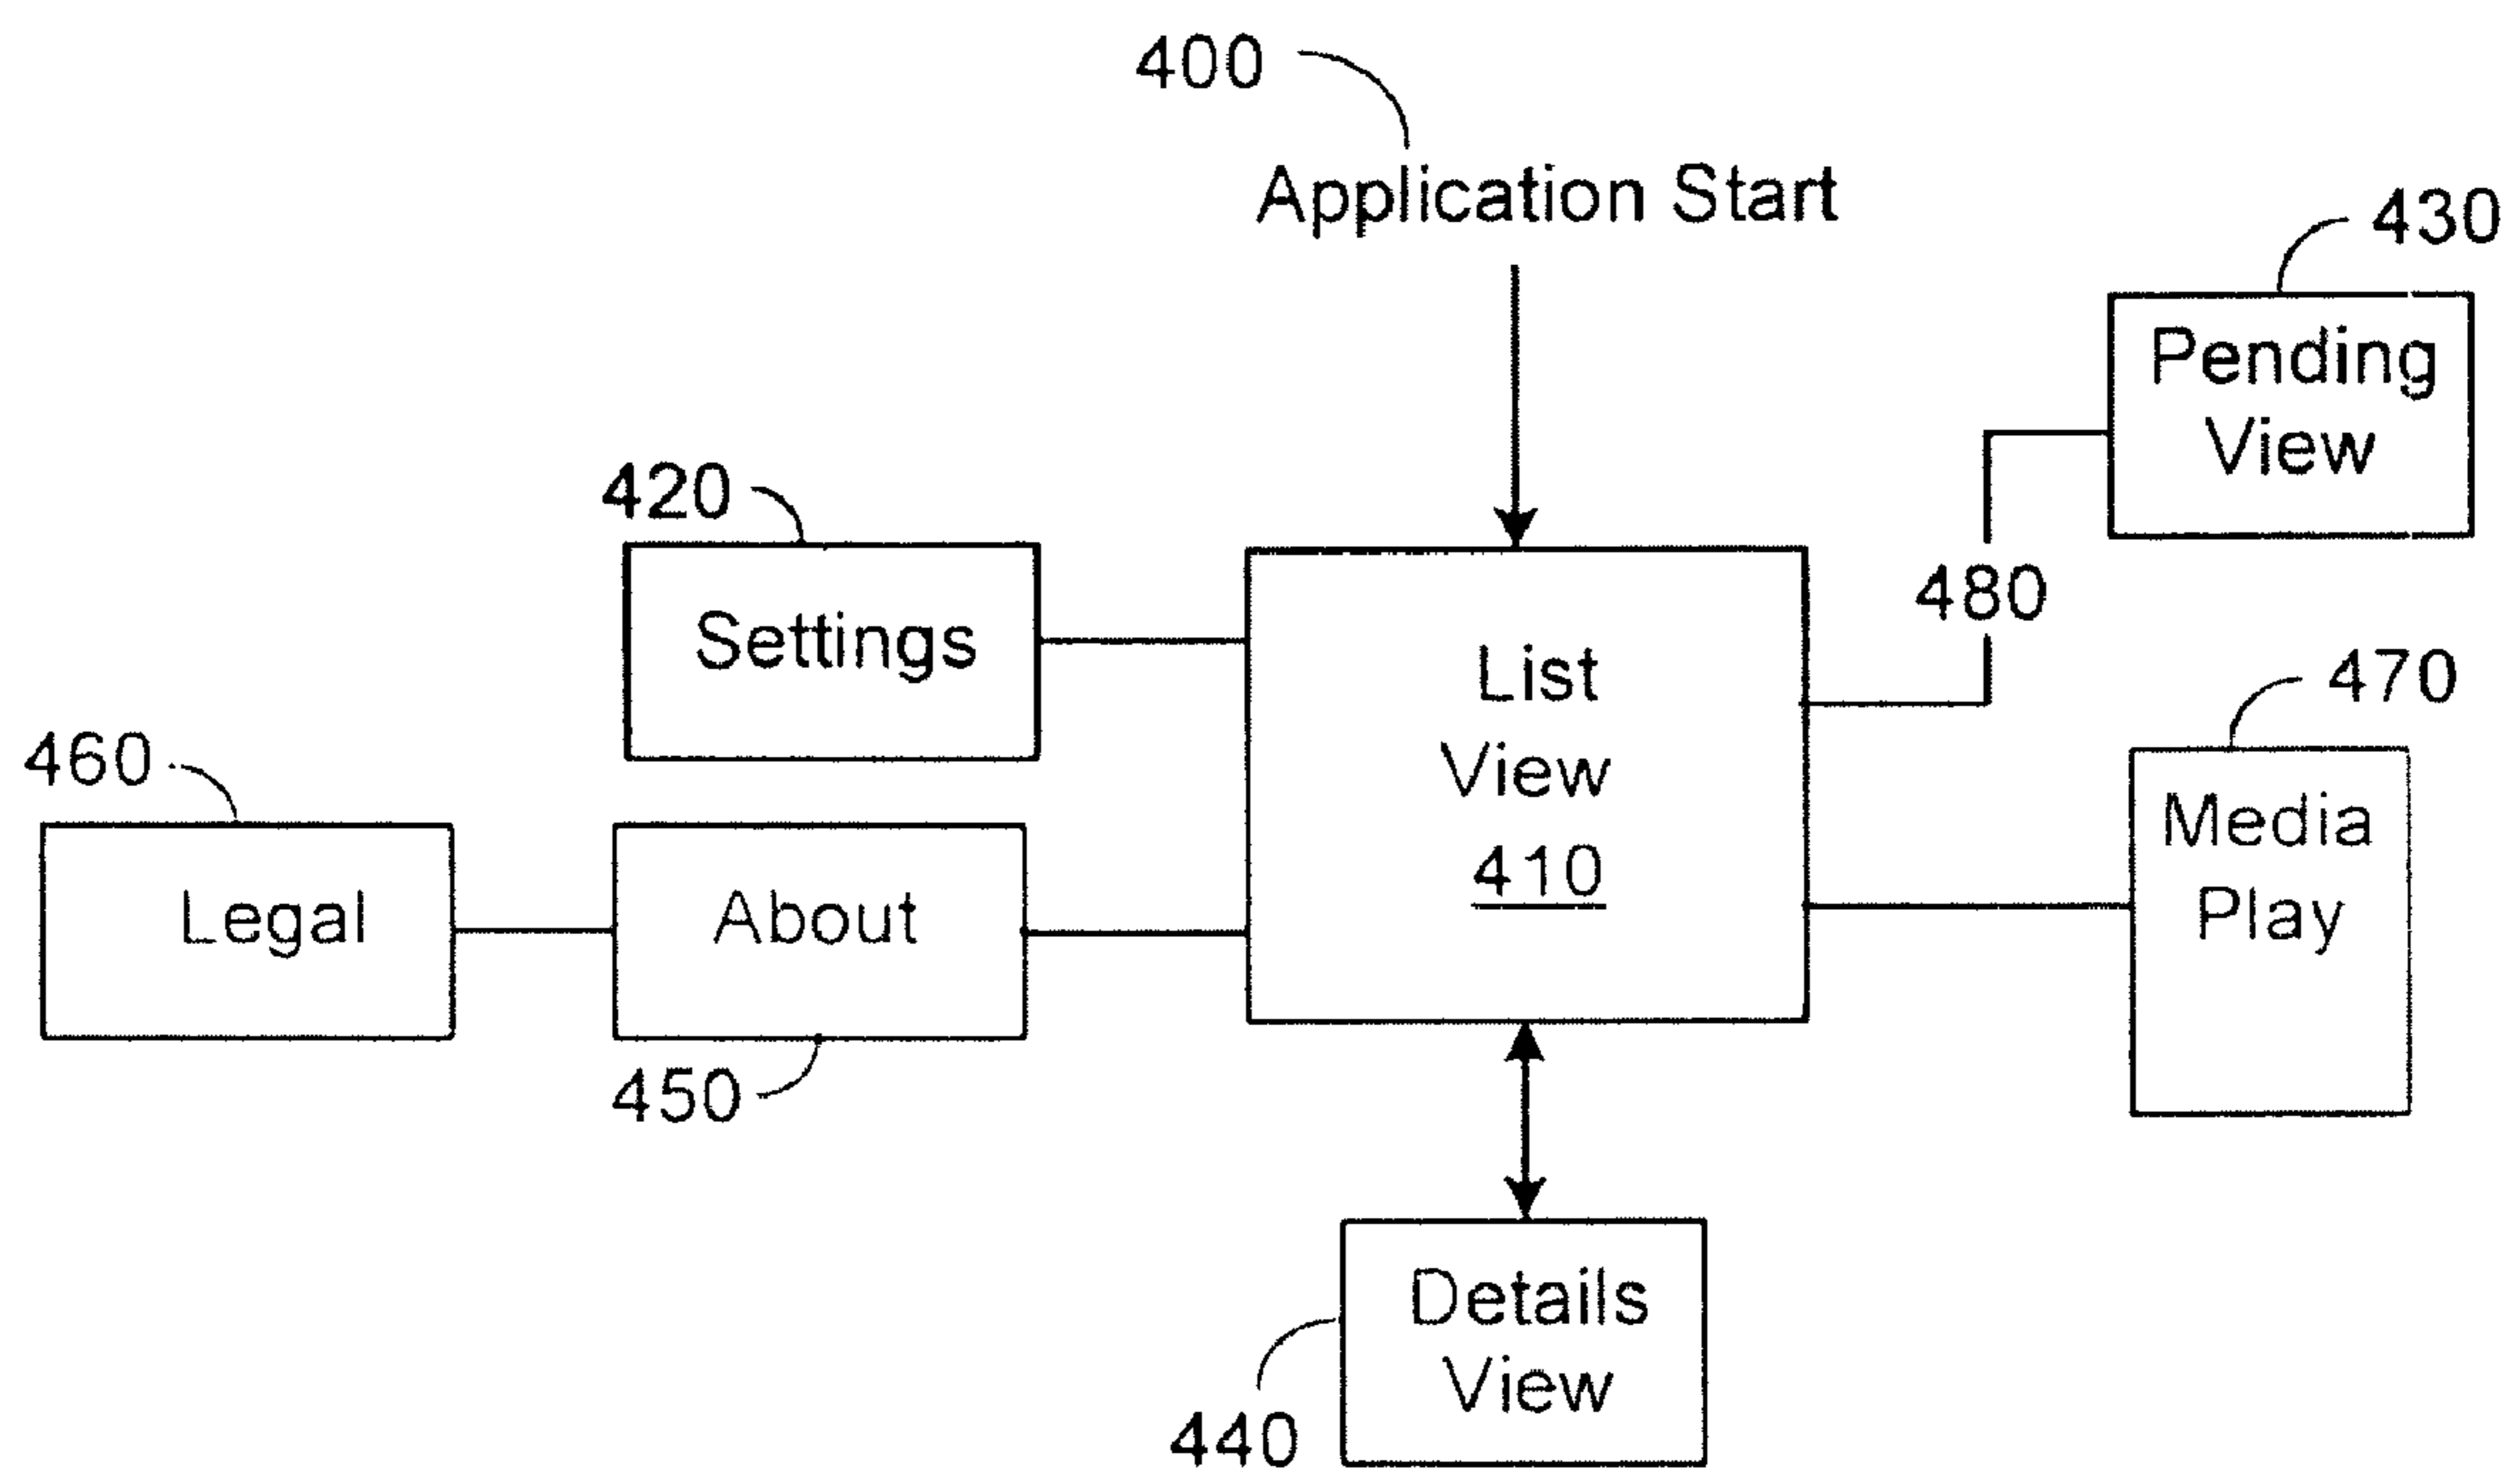 400
Application Start
430
Pending
View
420
Settings
480
List
View
410
470
Media
Play
460
Legal
About
450
Details
View
440